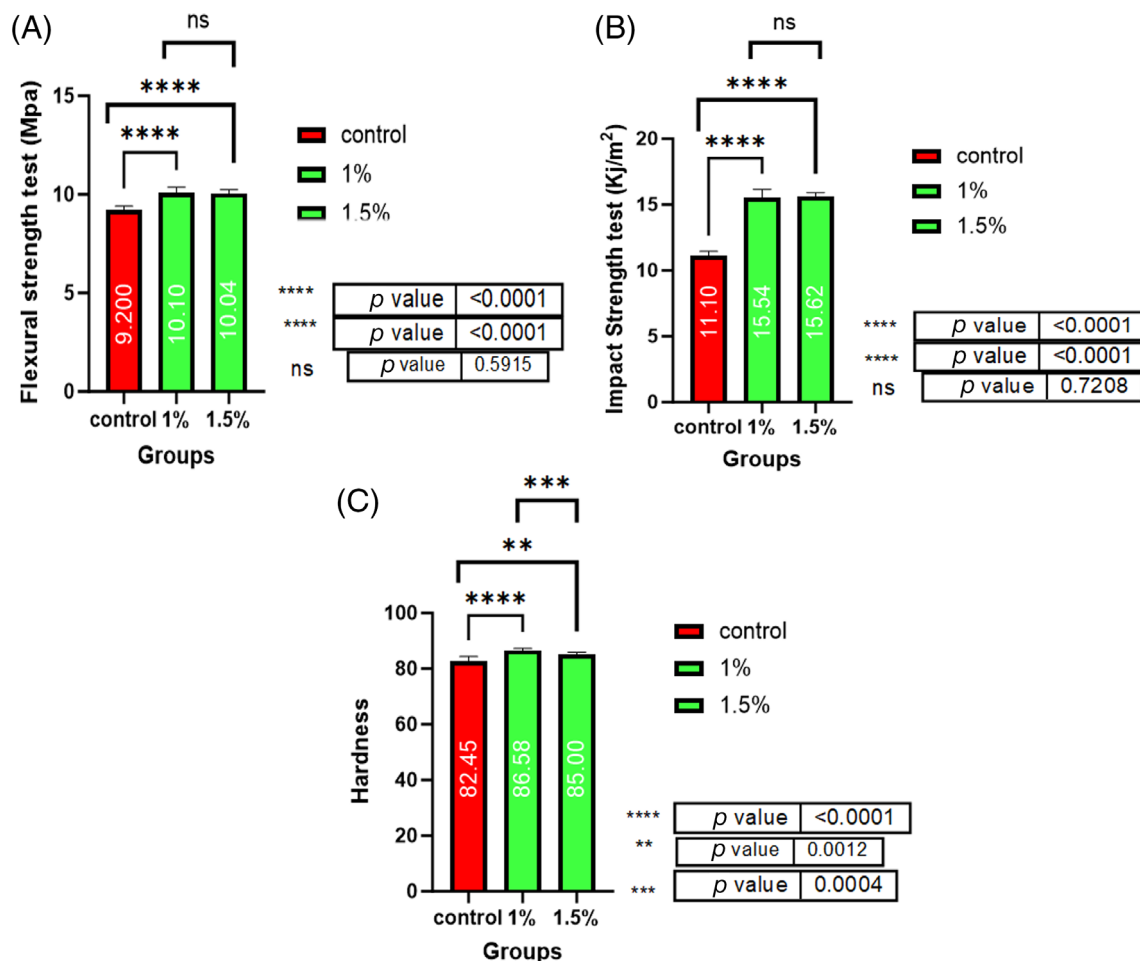 (A)
ns
****
****
Flexural strength test (Mpa)
15
10
5
0
9.200
10.10
10.04
control 1% 1.5%
Groups
control
1%
1.5%
**** p value <0.0001
**** p value <0.0001
ns p value 0.5915
(B)
ns
****
****
Impact Strength test (Kj/m²)
20
15
10
5
0
11.10
15.54
15.62
control 1% 1.5%
Groups
control
1%
1.5%
**** p value <0.0001
**** p value <0.0001
ns p value 0.7208
(C)
***
**
****
Hardness
100
80
60
40
20
0
82.45
86.58
85.00
control 1% 1.5%
Groups
control
1%
1.5%
**** p value <0.0001
** p value 0.0012
*** p value 0.0004